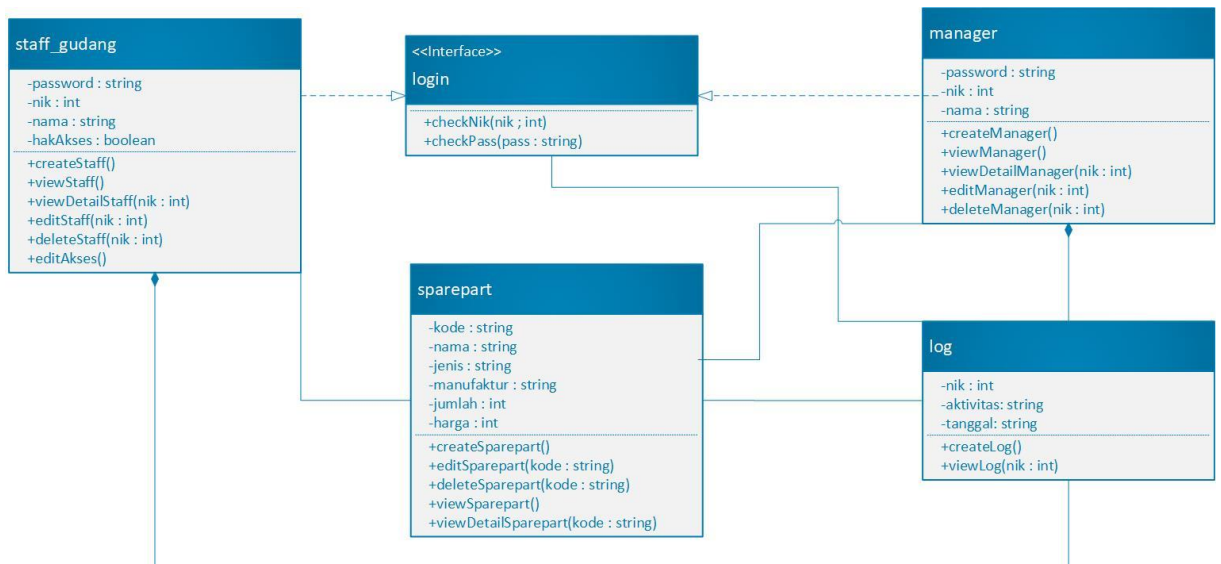 staff_gudang
-password : string
-nik : int
-nama : string
-hakAkses : boolean
+createStaff()
+viewStaff()
+viewDetailStaff(nik : int)
+editStaff(nik : int)
+deleteStaff(nik : int)
+editAkses()
<<Interface>>
login
+checkNik(nik ; int)
+checkPass(pass : string)
manager
-password : string
-nik : int
-nama : string
+createManager()
+viewManager()
+viewDetailManager(nik : int)
+editManager(nik : int)
+deleteManager(nik : int)
sparepart
-kode : string
-nama : string
-jenis : string
-manufaktur : string
-jumlah : int
-harga : int
+createSparepart()
+editSparepart(kode : string)
+deleteSparepart(kode : string)
+viewSparepart()
+viewDetailSparepart(kode : string)
log
-nik : int
-aktivitas: string
-tanggal: string
+createLog()
+viewLog(nik : int)